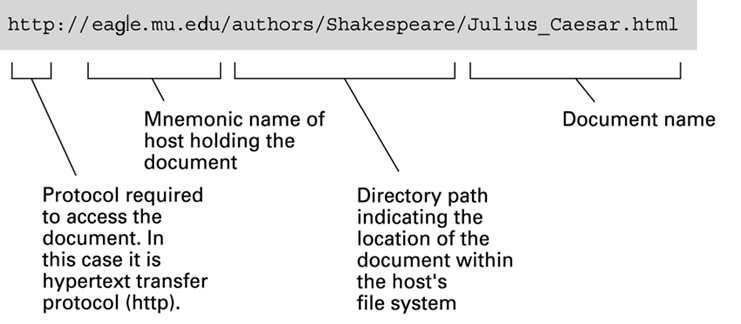 http://eagle.mu.edu/authors/Shakespeare/Julius_Caesar.html
Mnemonic name of
host holding the
document
Document name
Protocol required
to access the
document. In
this case it is
hypertext transfer
protocol (http).
Directory path
indicating the
location of the
document within
the host's
file system